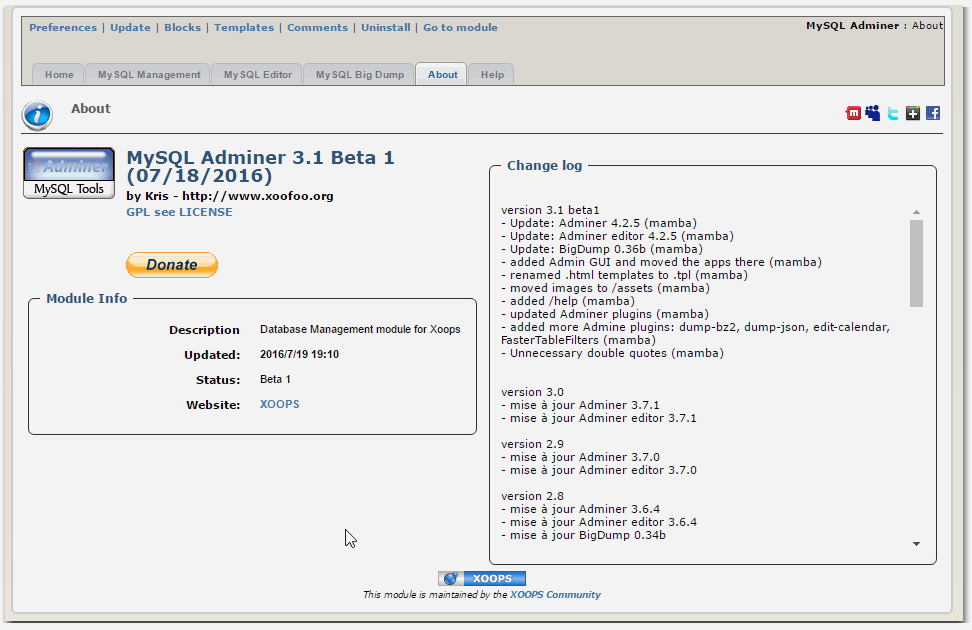 Preferences | Update | Blocks | Templates | Comments | Uninstall | Go to module
MySQL Adminer : About
Home MySQL Management MySQL Editor MySQL Big Dump About Help
About
Adminer
MySQL Tools
MySQL Adminer 3.1 Beta 1
(07/18/2016)
by Kris - http://www.xoofoo.org
GPL see LICENSE
Donate
Module Info
Description Database Management module for Xoops
Updated: 2016/7/19 19:10
Status: Beta 1
Website: XOOPS
Change log
version 3.1 beta1
- Update: Adminer 4.2.5 (mamba)
- Update: Adminer editor 4.2.5 (mamba)
- Update: BigDump 0.36b (mamba)
- added Admin GUI and moved the apps there (mamba)
- renamed .html templates to .tpl (mamba)
- moved images to /assets (mamba)
- added /help (mamba)
- updated Adminer plugins (mamba)
- added more Admine plugins: dump-bz2, dump-json, edit-calendar,
FasterTableFilters (mamba)
- Unnecessary double quotes (mamba)
version 3.0
- mise à jour Adminer 3.7.1
- mise à jour Adminer editor 3.7.1
version 2.9
- mise à jour Adminer 3.7.0
- mise à jour Adminer editor 3.7.0
version 2.8
- mise à jour Adminer 3.6.4
- mise à jour Adminer editor 3.6.4
- mise à jour BigDump 0.34b
XOOPS
This module is maintained by the XOOPS Community